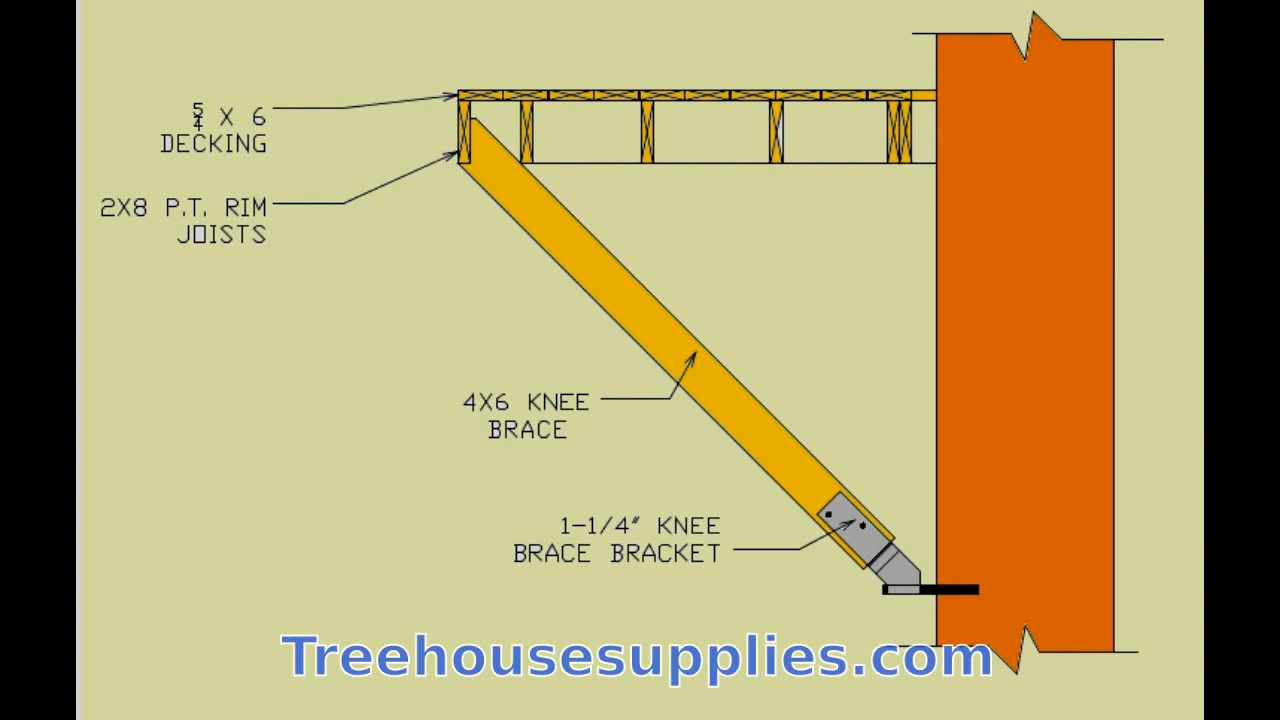 5/4 X 6
DECKING
2X8 P.T. RIM
JOISTS
4X6 KNEE
BRACE
1-1/4" KNEE
BRACE BRACKET
Treehousesupplies.com